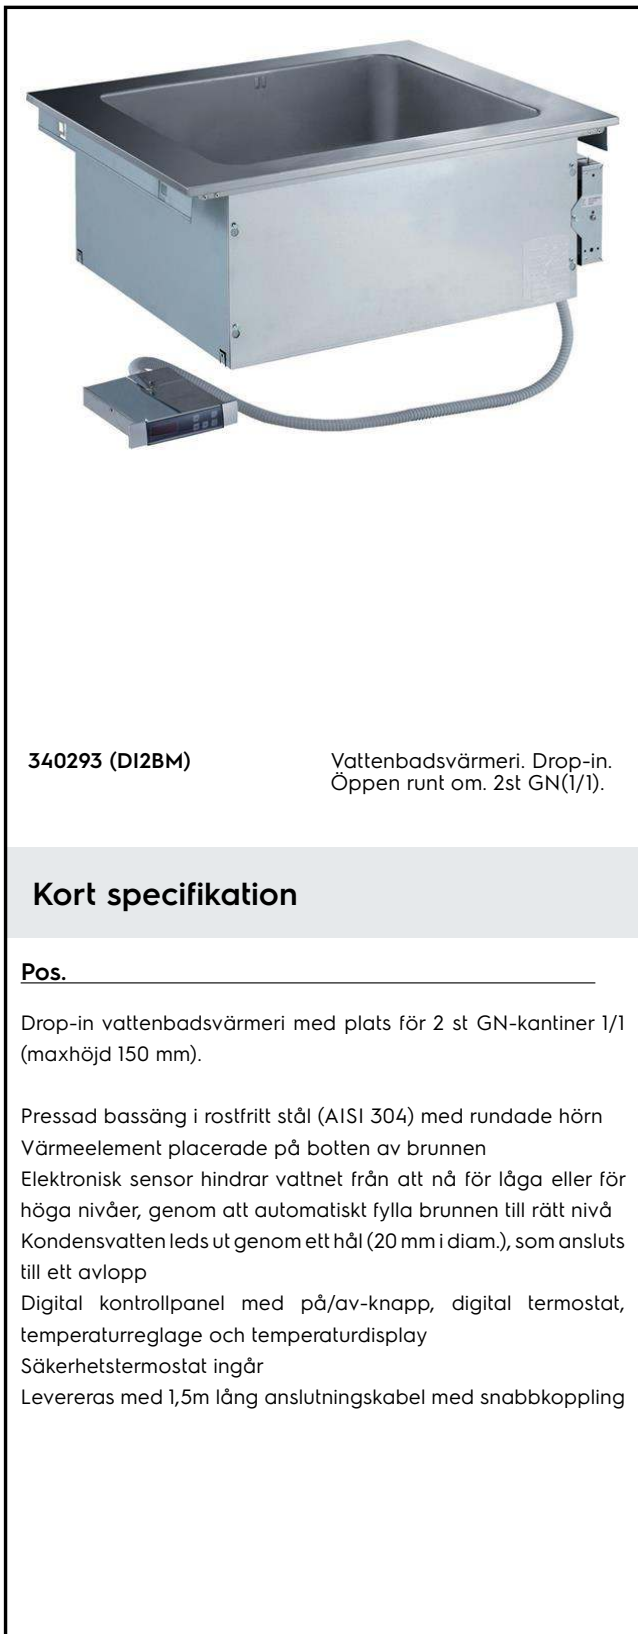 340293 (DI2BM)
Vattenbadsvärmeri. Drop-in.
Öppen runt om. 2st GN(1/1).
Kort specifikation
Pos.
Drop-in vattenbadsvärmeri med plats för 2 st GN-kantiner 1/1
(maxhöjd 150 mm).
Pressad bassäng i rostfritt stål (AISI 304) med rundade hörn
Värmeelement placerade på botten av brunnen
Elektronisk sensor hindrar vattnet från att nå för låga eller för
höga nivåer, genom att automatiskt fylla brunnen till rätt nivå
Kondensvatten leds ut genom ett hål (20 mm i diam.), som ansluts
till ett avlopp
Digital kontrollpanel med på/av-knapp, digital termostat,
temperaturreglage och temperaturdisplay
Säkerhetstermostat ingår
Levereras med 1,5m lång anslutningskabel med snabbkoppling